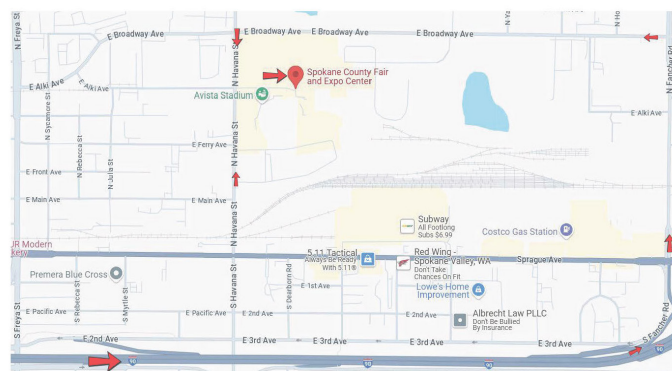 N Freya St
E Broadway Ave
E Broadway Ave
E Broadway Ave
N Havana St
N Fancher Rd
Spokane County Fair
and Expo Center
Avista Stadium
E Alki Ave
E Alki Ave
E Alki Ave
N Sycamore St
N Rebecca St
N Julia St
N Havana St
E Ferry Ave
E Front Ave
E Main Ave
E Main Ave
N Havana St
Subway
All Footlong
Subs $6.99
Costco Gas Station
JR Modern
5.11 Tactical
Always Be Ready
With 5.11®
Red Wing -
Spokane Valley, WA
Don't Take
Chances On Fit
Sprague Ave
Premera Blue Cross
S Rebecca St
S Myrtle St
S Havana St
S Dearborn Rd
E 1st Ave
Lowe's Home
Improvement
S Freya St
E Pacific Ave
E Pacific Ave
E 2nd Ave
E 2nd Ave
Albrecht Law PLLC
Don't Be Bullied
By Insurance
S Fancher Rd
E 2nd Ave
E 3rd Ave
E 3rd Ave
E 3rd Ave
90
90
90
90